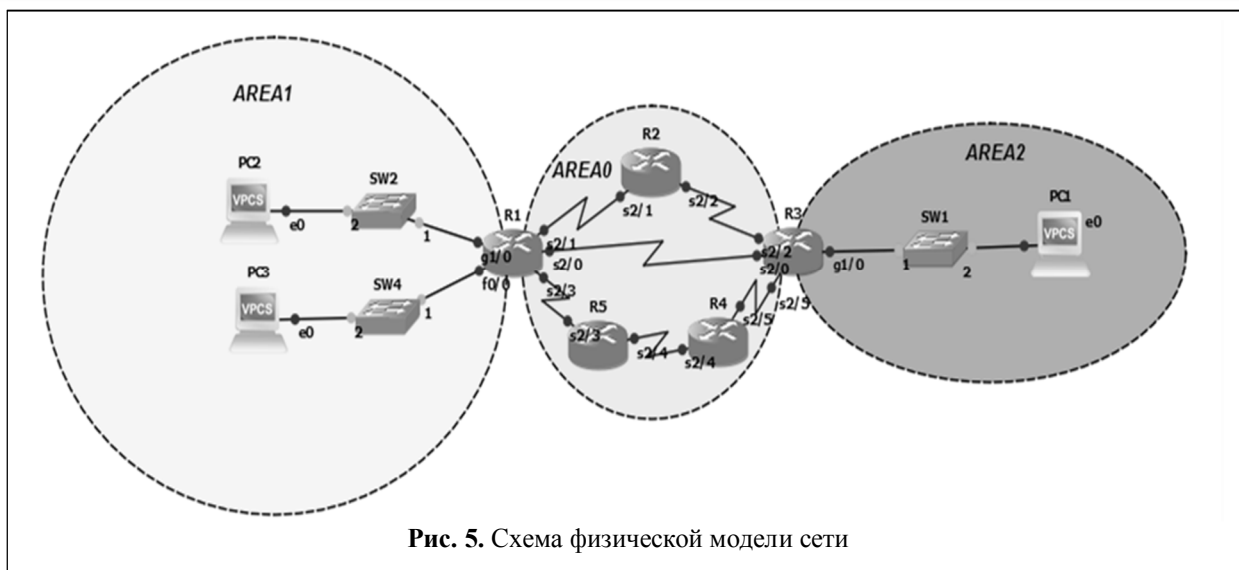 AREA1
PC2
VPCS
e0
SW2
2
1
PC3
VPCS
e0
SW4
2
1
AREA0
R1
g1/0
f0/0
s2/1
s2/0
s2/3
R2
s2/1
s2/2
R3
s2/2
s2/0
s2/5
g1/0
R5
s2/3
s2/4
R4
s2/4
s2/5
AREA2
SW1
1
2
PC1
VPCS
e0
Рис. 5. Схема физической модели сети